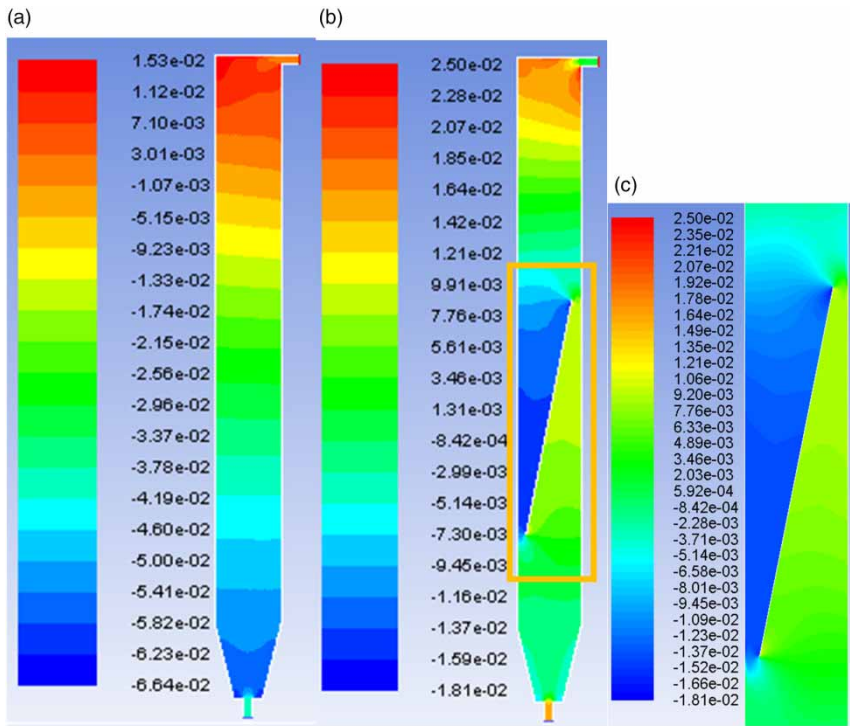 (a)
1.53e-02
1.12e-02
7.10e-03
3.01e-03
-1.07e-03
-5.15e-03
-9.23e-03
-1.33e-02
-1.74e-02
-2.15e-02
-2.56e-02
-2.96e-02
-3.37e-02
-3.78e-02
-4.19e-02
-4.60e-02
-5.00e-02
-5.41e-02
-5.82e-02
-6.23e-02
-6.64e-02
(b)
2.50e-02
2.28e-02
2.07e-02
1.85e-02
1.64e-02
1.42e-02
1.21e-02
9.91e-03
7.76e-03
5.61e-03
3.46e-03
1.31e-03
-8.42e-04
-2.99e-03
-5.14e-03
-7.30e-03
-9.45e-03
-1.16e-02
-1.37e-02
-1.59e-02
-1.81e-02
(c)
2.50e-02
2.35e-02
2.21e-02
2.07e-02
1.92e-02
1.78e-02
1.64e-02
1.49e-02
1.35e-02
1.21e-02
1.06e-02
9.20e-03
7.76e-03
6.33e-03
4.89e-03
3.46e-03
2.03e-03
5.92e-04
-8.42e-04
-2.28e-03
-3.71e-03
-5.14e-03
-6.58e-03
-8.01e-03
-9.45e-03
-1.09e-02
-1.23e-02
-1.37e-02
-1.52e-02
-1.66e-02
-1.81e-02